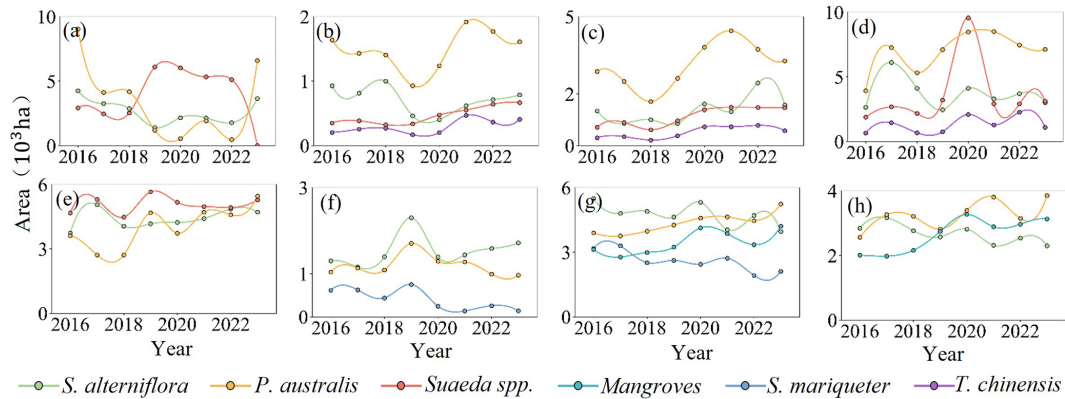 (a)
10
5
0
2016 2018 2020 2022
(b)
2
1
0
2016 2018 2020 2022
(c)
5
2
0
2016 2018 2020 2022
(d)
10
5
0
2016 2018 2020 2022
Area (10³ha)
(e)
6
3
0
2016 2018 2020 2022
Year
(f)
3
1
0
2016 2018 2020 2022
Year
(g)
6
3
0
2016 2018 2020 2022
Year
(h)
4
2
0
2016 2018 2020 2022
Year
S. alterniflora P. australis Suaeda spp. Mangroves S. mariqueter T. chinensis